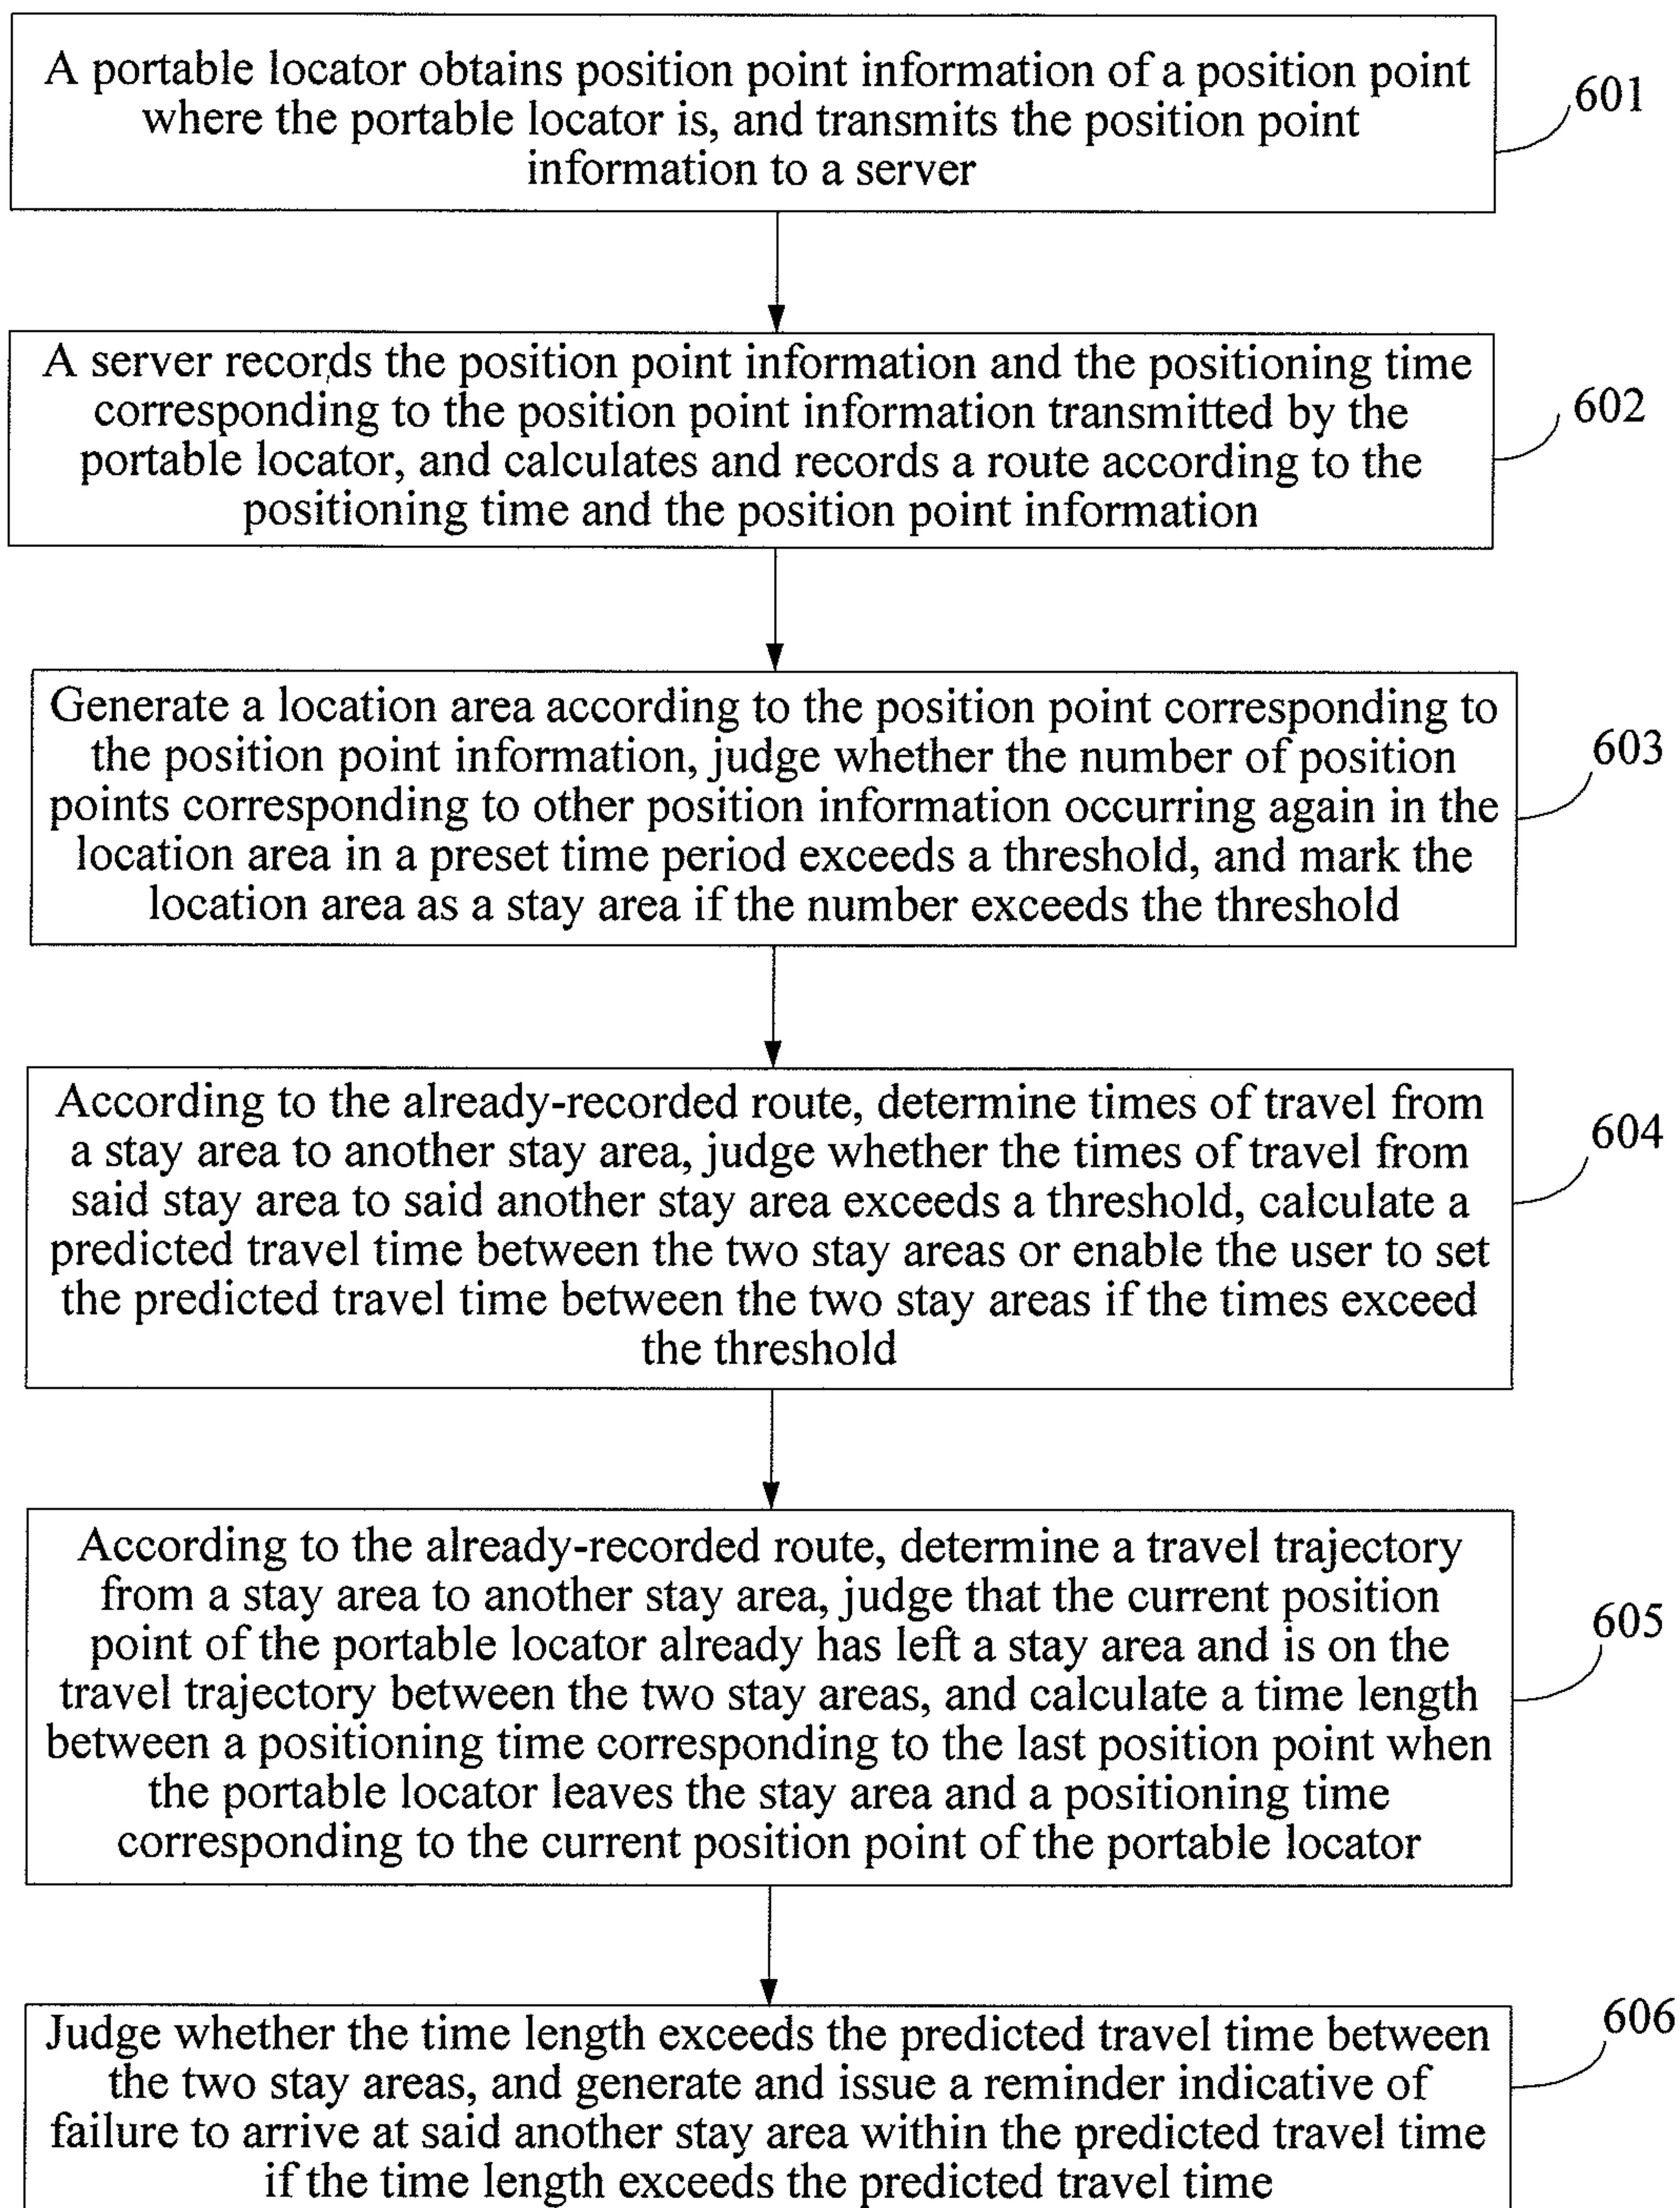 A portable locator obtains position point information of a position point
where the portable locator is, and transmits the position point
information to a server
601
A server records the position point information and the positioning time
corresponding to the position point information transmitted by the
portable locator, and calculates and records a route according to the
positioning time and the position point information
602
Generate a location area according to the position point corresponding to
the position point information, judge whether the number of position
points corresponding to other position information occurring again in the
location area in a preset time period exceeds a threshold, and mark the
location area as a stay area if the number exceeds the threshold
603
According to the already-recorded route, determine times of travel from
a stay area to another stay area, judge whether the times of travel from
said stay area to said another stay area exceeds a threshold, calculate a
predicted travel time between the two stay areas or enable the user to set
the predicted travel time between the two stay areas if the times exceed
the threshold
604
According to the already-recorded route, determine a travel trajectory
from a stay area to another stay area, judge that the current position
point of the portable locator already has left a stay area and is on the
travel trajectory between the two stay areas, and calculate a time length
between a positioning time corresponding to the last position point when
the portable locator leaves the stay area and a positioning time
corresponding to the current position point of the portable locator
605
Judge whether the time length exceeds the predicted travel time between
the two stay areas, and generate and issue a reminder indicative of
failure to arrive at said another stay area within the predicted travel time
if the time length exceeds the predicted travel time
606